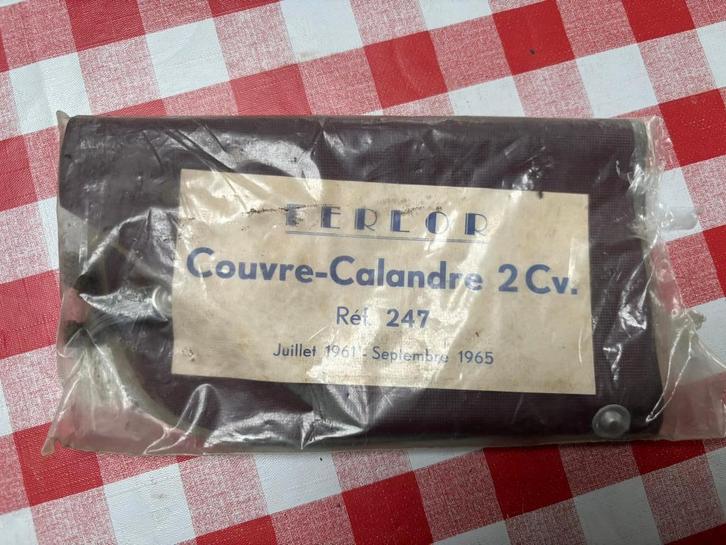 FERLOR
Couvre-Calandre 2 Cv.
Réf. 247
Juillet 1961 - Septembre 1965